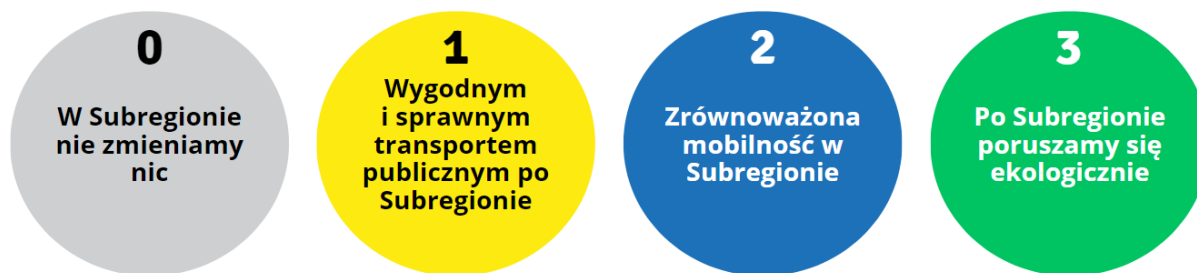 0
W Subregionie
nie zmieniamy
nic
1
Wygodnym
i sprawnym
transportem
publicznym po
Subregionie
2
Zrównoważona
mobilność w
Subregionie
3
Po Subregionie
poruszamy się
ekologicznie